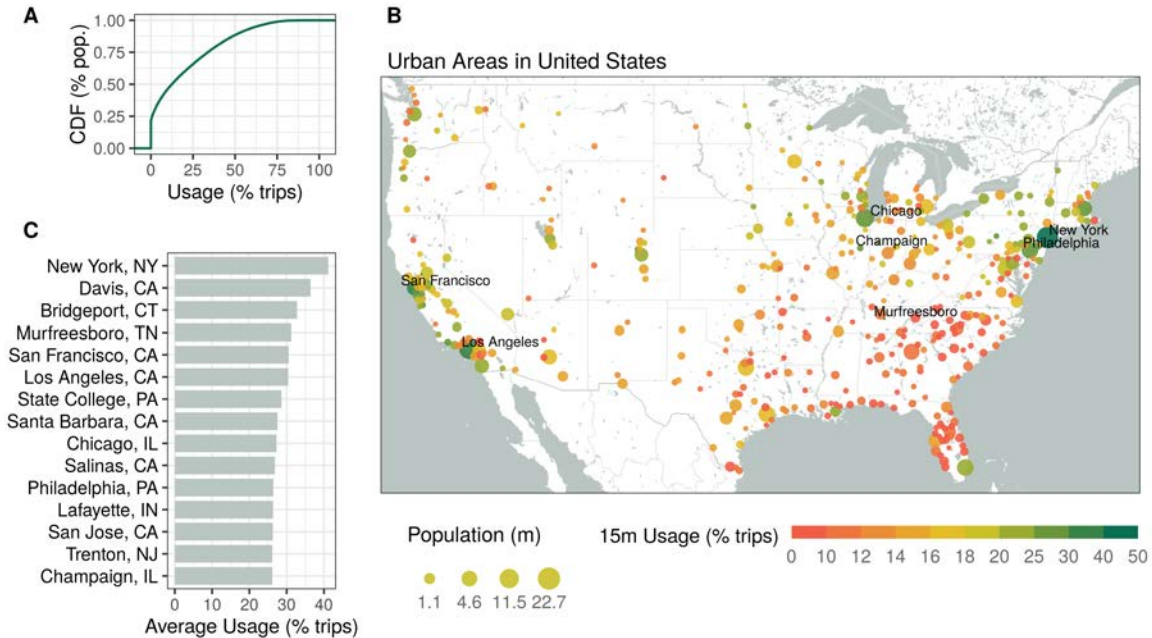 A
CDF (% pop.)
1.00
0.75
0.50
0.25
0.00
0 25 50 75 100
Usage (% trips)
B
Urban Areas in United States
Chicago
New York
Champaign
Philadelphia
San Francisco
Murfreesboro
Los Angeles
Population (m)
1.1 4.6 11.5 22.7
15m Usage (% trips)
0 10 12 14 16 18 20 25 30 40 50
C
New York, NY
Davis, CA
Bridgeport, CT
Murfreesboro, TN
San Francisco, CA
Los Angeles, CA
State College, PA
Santa Barbara, CA
Chicago, IL
Salinas, CA
Philadelphia, PA
Lafayette, IN
San Jose, CA
Trenton, NJ
Champaign, IL
0 10 20 30 40
Average Usage (% trips)